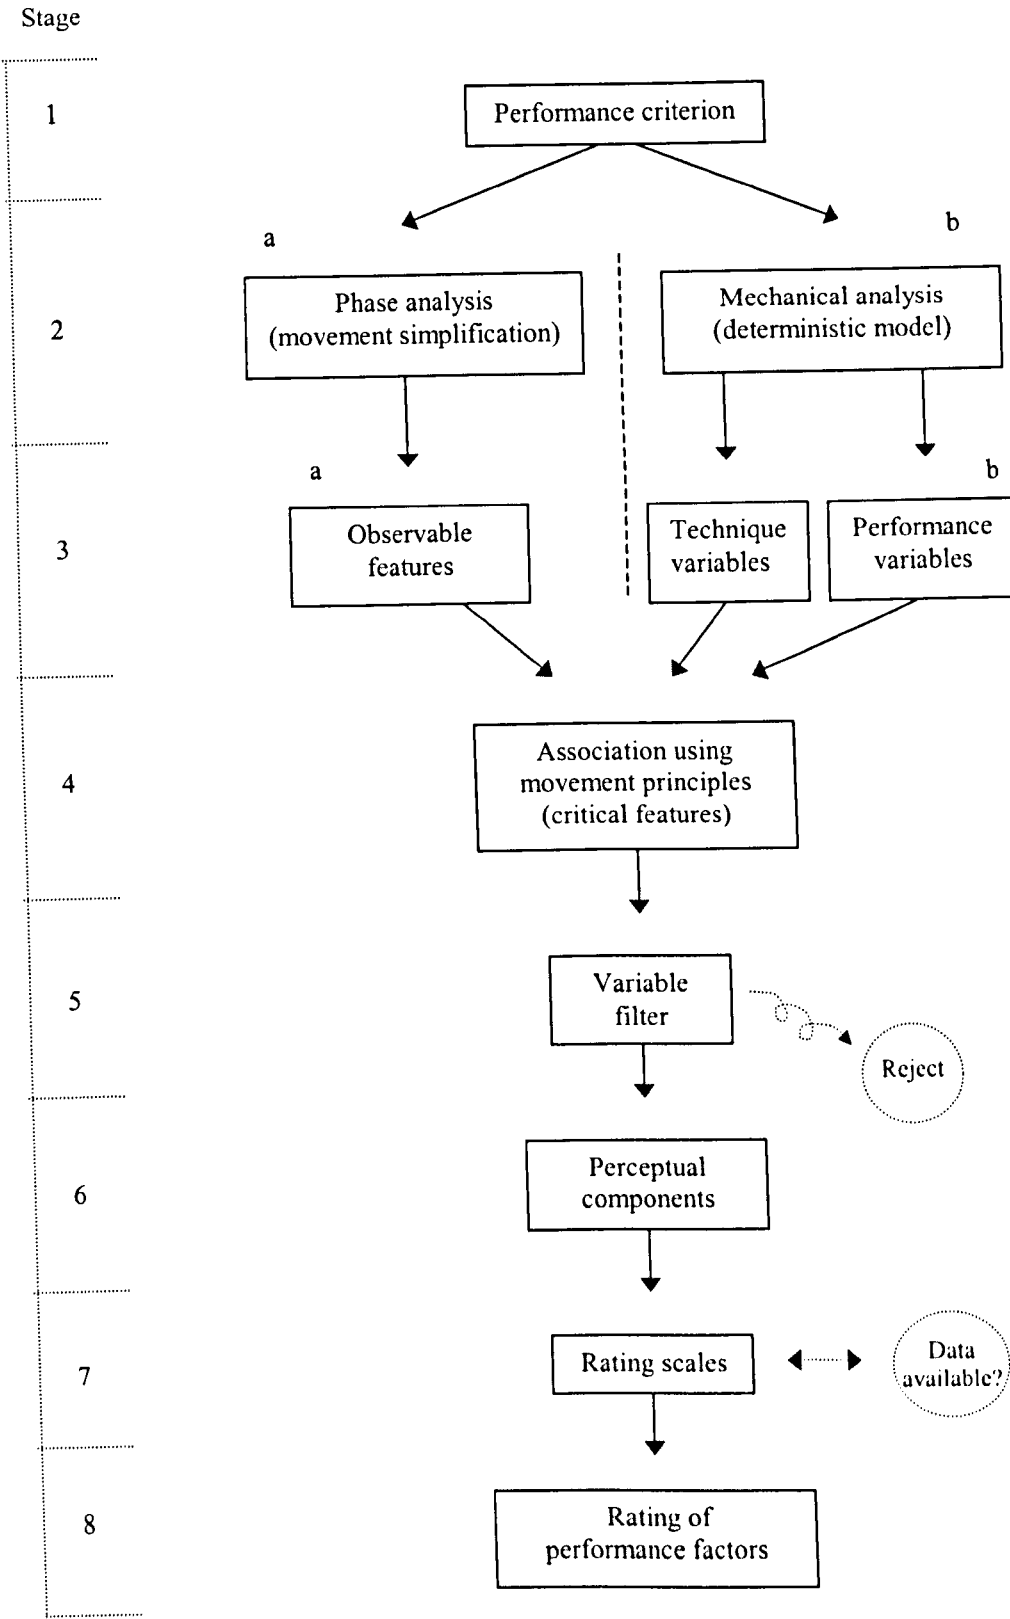 Stage
1
Performance criterion
a
b
2
Phase analysis
(movement simplification)
Mechanical analysis
(deterministic model)
a
b
3
Observable
features
Technique
variables
Performance
variables
4
Association using
movement principles
(critical features)
5
Variable
filter
Reject
6
Perceptual
components
7
Rating scales
Data
available?
8
Rating of
performance factors